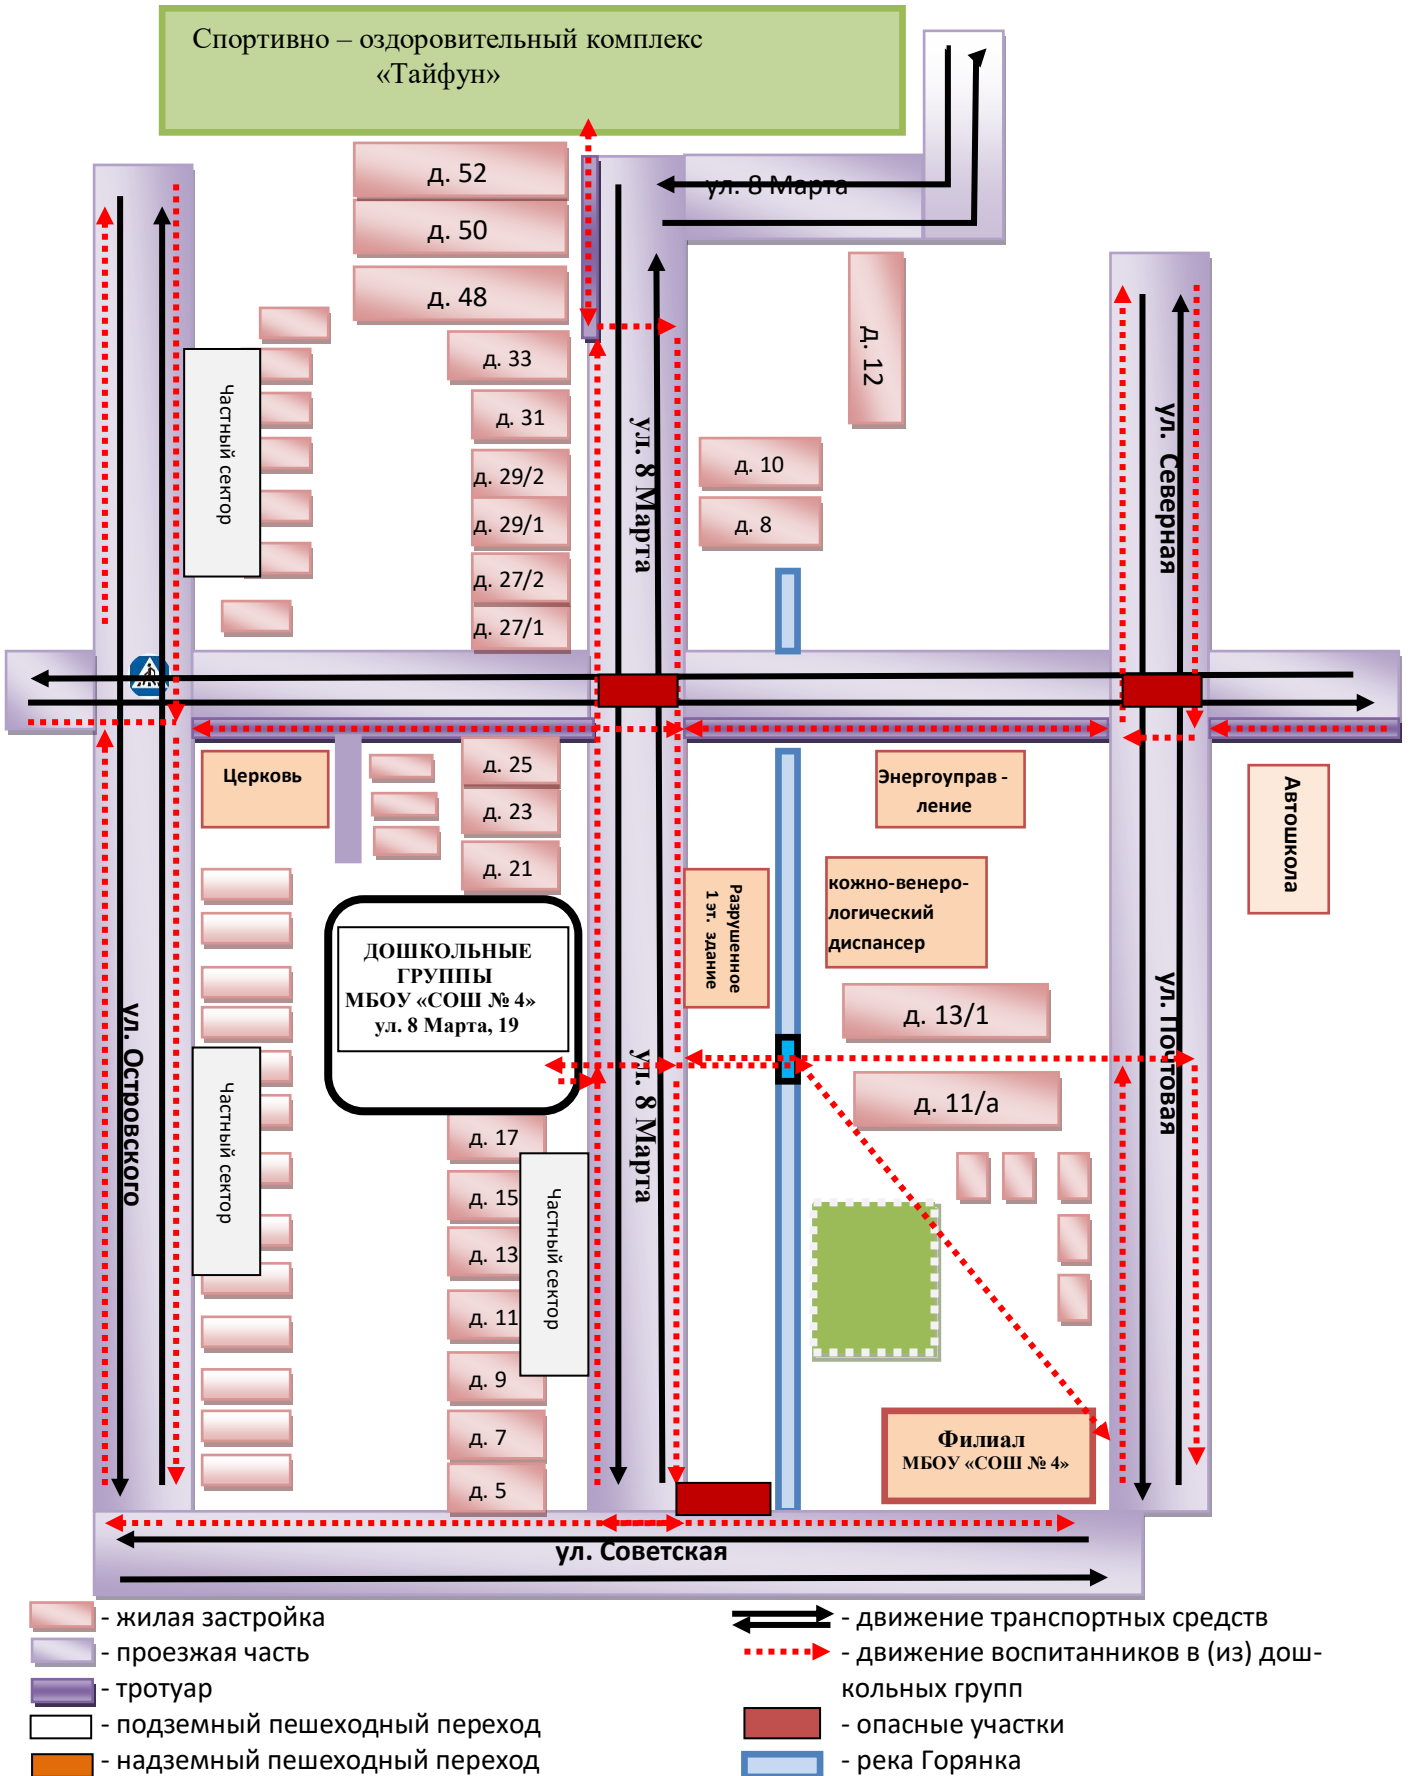 Спортивно – оздоровительный комплекс
«Тайфун»
д. 52
ул. 8 Марта
д. 50
д. 48
д. 33
д. 12
Частный сектор
д. 31
ул. 8 Марта
ул. Северная
д. 10
д. 29/2
д. 8
д. 29/1
д. 27/2
д. 27/1
Церковь
д. 25
Энергоуправ -
ление
Автошкола
д. 23
д. 21
Разрушенное
1 эт. здание
кожно-венеро-
логический
диспансер
ДОШКОЛЬНЫЕ
ГРУППЫ
МБОУ «СОШ № 4»
ул. 8 Марта, 19
д. 13/1
ул. Островского
ул. 8 Марта
ул. Почтовая
Частный сектор
д. 11/а
д. 17
Частный сектор
д. 15
д. 13
д. 11
д. 9
д. 7
Филиал
МБОУ «СОШ № 4»
д. 5
ул. Советская
- жилая застройка
- проезжая часть
- тротуар
- подземный пешеходный переход
- надземный пешеходный переход
- движение транспортных средств
- движение воспитанников в (из) дош-
кольных групп
- опасные участки
- река Горянка